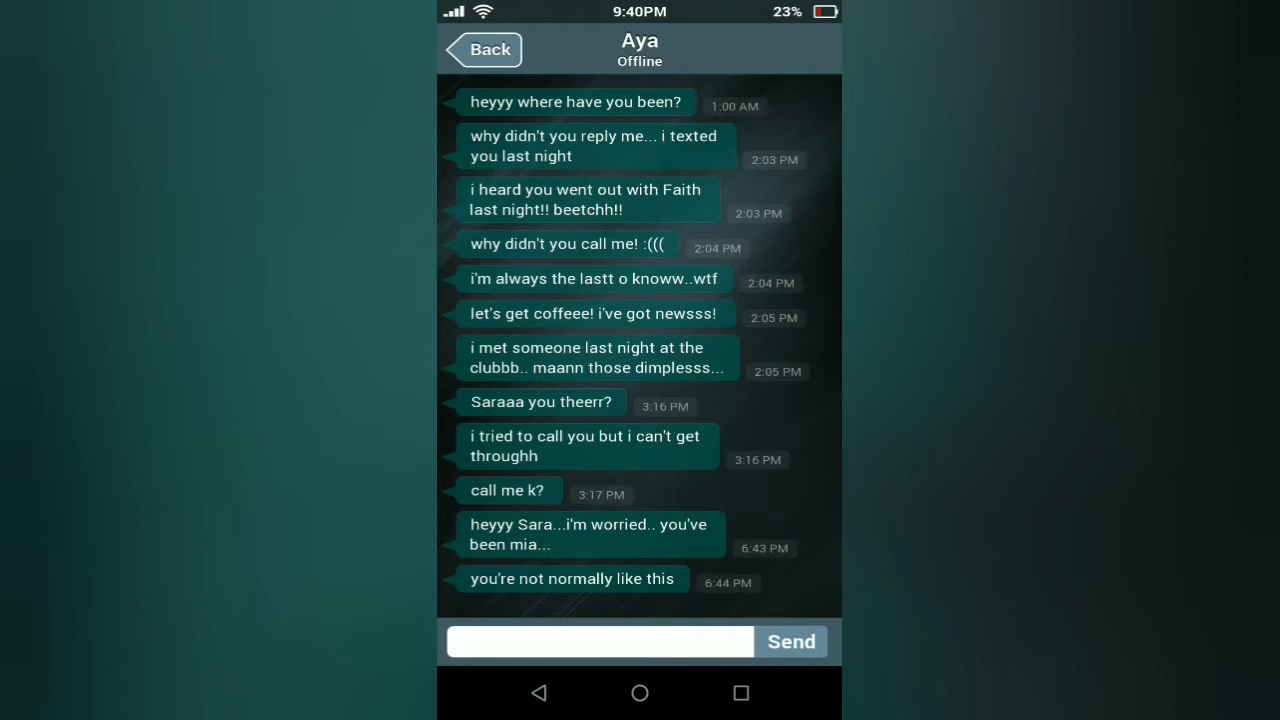 9:40PM
23%
Back
Aya
Offline
heyyy where have you been?
1:00 AM
why didn't you reply me... i texted
you last night
2:03 PM
i heard you went out with Faith
last night!! beetchh!!
2:03 PM
why didn't you call me! :(((
2:04 PM
i'm always the lastt o knoww..wtf
2:04 PM
let's get coffeee! i've got newsss!
2:05 PM
i met someone last night at the
clubbb.. maann those dimplesss...
2:05 PM
Saraaa you theerr?
3:16 PM
i tried to call you but i can't get
throughh
3:16 PM
call me k?
3:17 PM
heyyy Sara...i'm worried.. you've
been mia...
6:43 PM
you're not normally like this
6:44 PM
Send